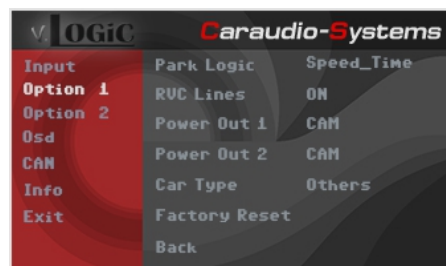 v.LOGiC
Caraudio-Systems
Input
Option 1
Option 2
Osd
CAN
Info
Exit
Park Logic Speed_Time
RVC Lines ON
Power Out 1 CAM
Power Out 2 CAM
Car Type Others
Factory Reset
Back